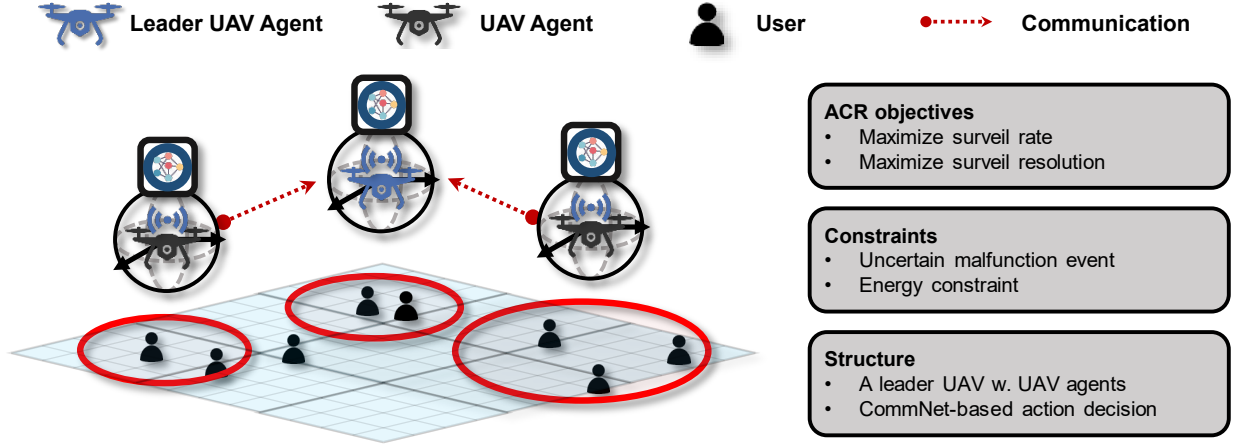 Leader UAV Agent
UAV Agent
User
Communication
ACR objectives
• Maximize surveil rate
• Maximize surveil resolution
Constraints
• Uncertain malfunction event
• Energy constraint
Structure
• A leader UAV w. UAV agents
• CommNet-based action decision